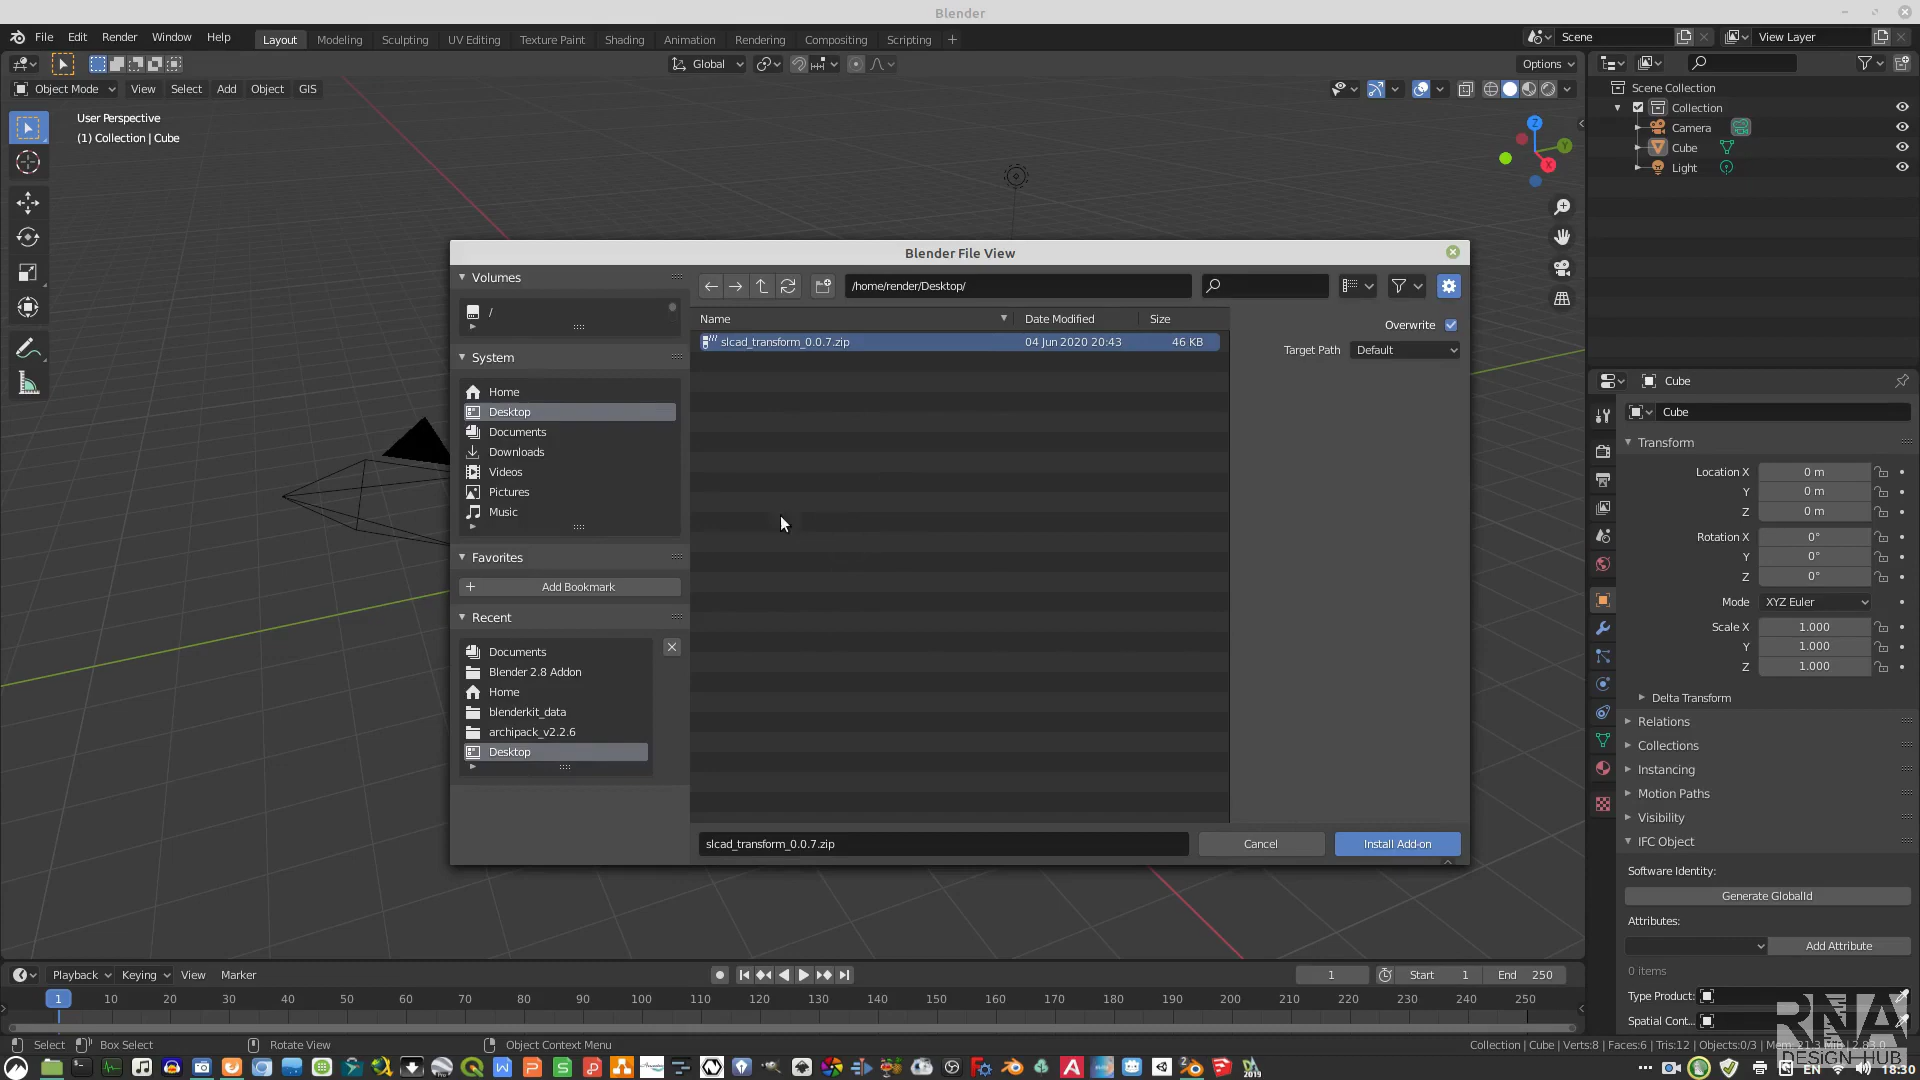 Blender
File Edit Render Window Help Layout Modeling Sculpting UV Editing Texture Paint Shading Animation Rendering Compositing Scripting + Scene View Layer
Global Options
Object Mode View Select Add Object GIS
User Perspective
(1) Collection | Cube
Z
Y
X
Scene Collection
Collection
Camera
Cube
Light
Blender File View
Volumes
/
System
Home
Desktop
Documents
Downloads
Videos
Pictures
Music
Favorites
Add Bookmark
Recent
Documents
Blender 2.8 Addon
Home
blenderkit_data
archipack_v2.2.6
Desktop
/home/render/Desktop/
Name Date Modified Size
slcad_transform_0.0.7.zip 04 Jun 2020 20:43 46 KB
Overwrite
Target Path Default
slcad_transform_0.0.7.zip Cancel Install Add-on
Cube
Cube
Transform
Location X 0 m
Y 0 m
Z 0 m
Rotation X 0°
Y 0°
Z 0°
Mode XYZ Euler
Scale X 1.000
Y 1.000
Z 1.000
Delta Transform
Relations
Collections
Instancing
Motion Paths
Visibility
IFC Object
Software Identity:
Generate GlobalId
Attributes:
Add Attribute
0 items
Type Product:
Spatial Cont...
Playback Keying View Marker 1 Start 1 End 250
1 10 20 30 40 50 60 70 80 90 100 110 120 130 140 150 160 170 180 190 200 210 220 230 240 250
Select Box Select Rotate View Object Context Menu Collection | Cube | Verts:8 | Faces:6 | Tris:12 | Objects:0/3 | Mem: 21.3 MiB | 2.83.0
RNA
DESIGN-HUB
2019
EN 18:30